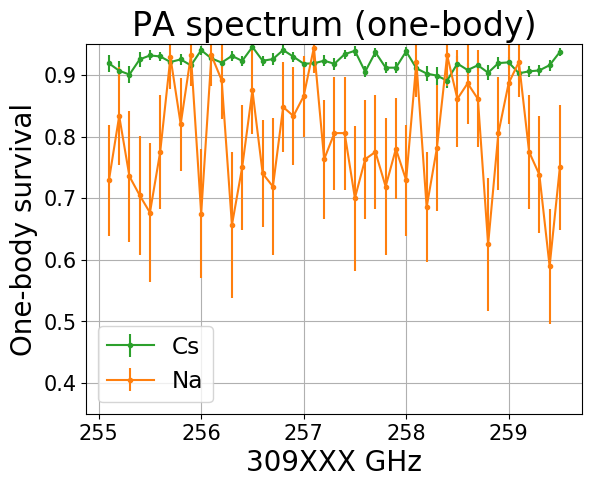 PA spectrum (one-body)
One-body survival
0.9
0.8
0.7
0.6
0.5
0.4
Cs
Na
255 256 257 258 259
309XXX GHz